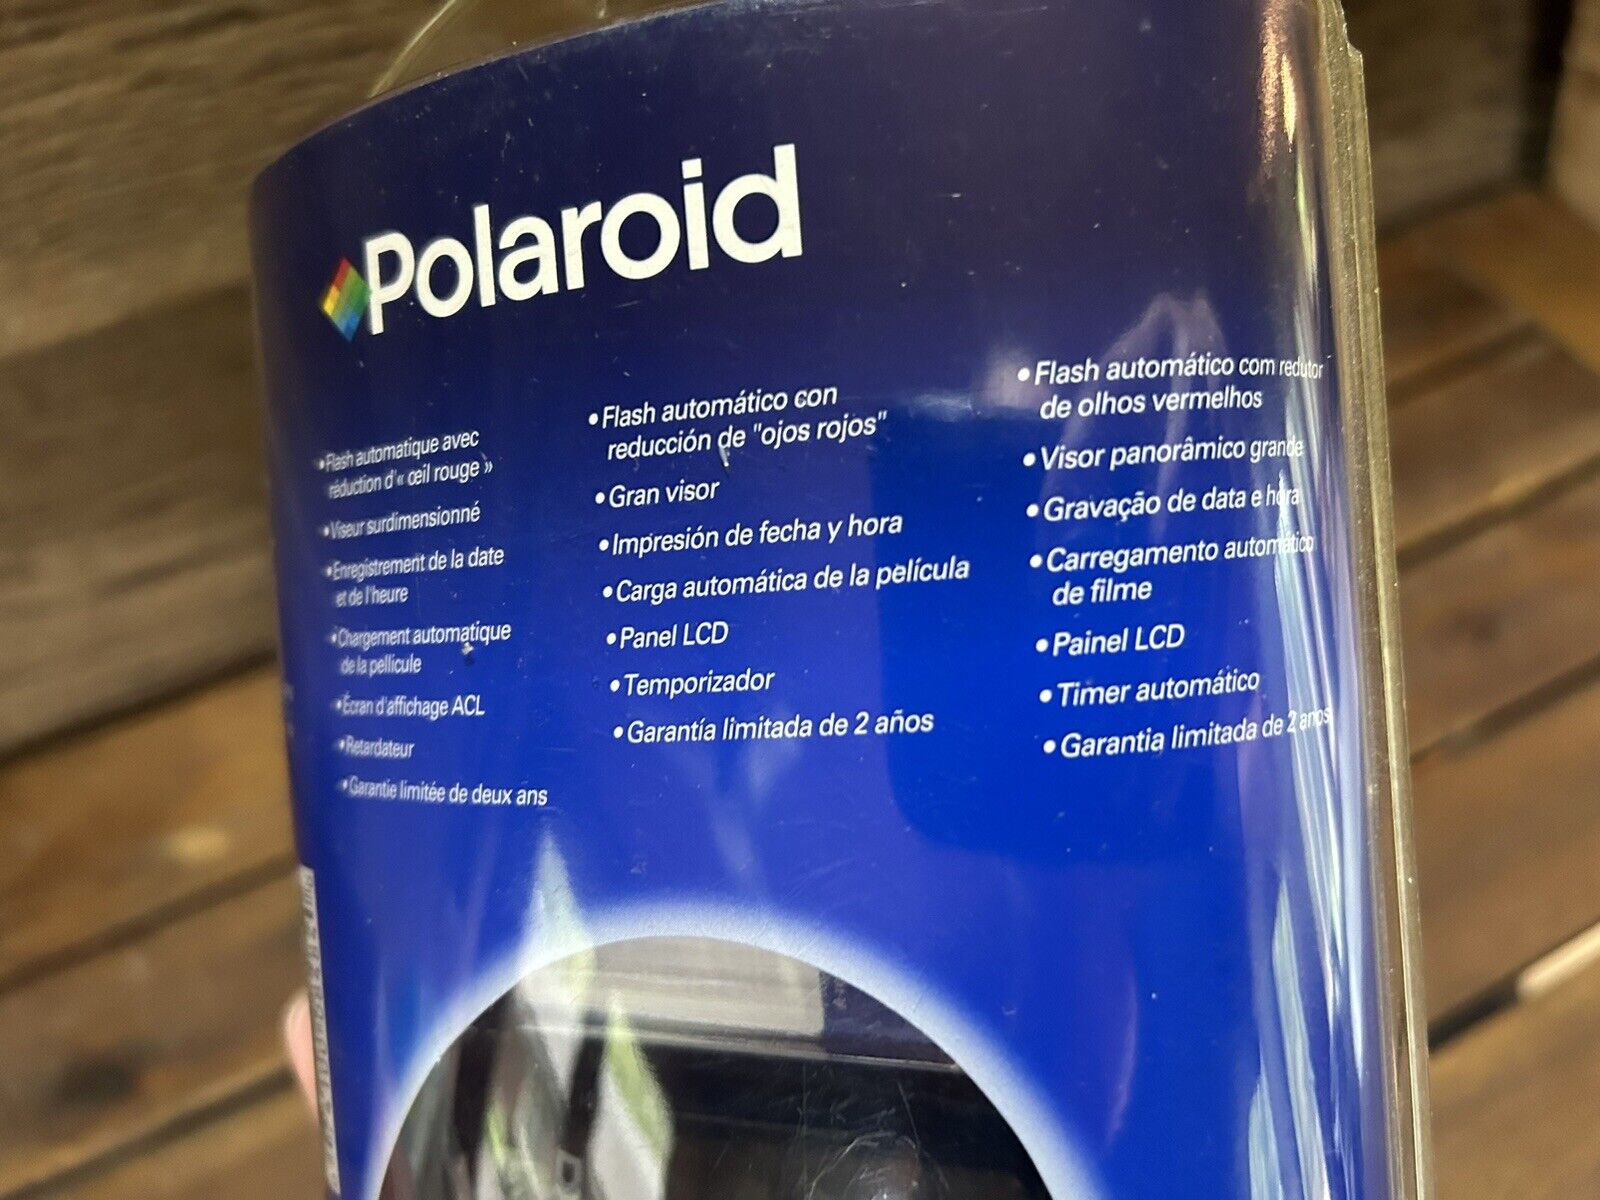 Polaroid
•Flash automatique avec
réduction d'« œil rouge »
•Viseur surdimensionné
•Enregistrement de la date
et de l'heure
•Chargement automatique
de la pellicule
•Écran d'affichage ACL
•Retardateur
•Garantie limitée de deux ans
•Flash automático con
reducción de "ojos rojos"
•Gran visor
•Impresión de fecha y hora
•Carga automática de la película
•Panel LCD
•Temporizador
•Garantía limitada de 2 años
•Flash automático com redutor
de olhos vermelhos
•Visor panorâmico grande
•Gravação de data e hora
•Carregamento automático
de filme
•Painel LCD
•Timer automático
•Garantia limitada de 2 anos